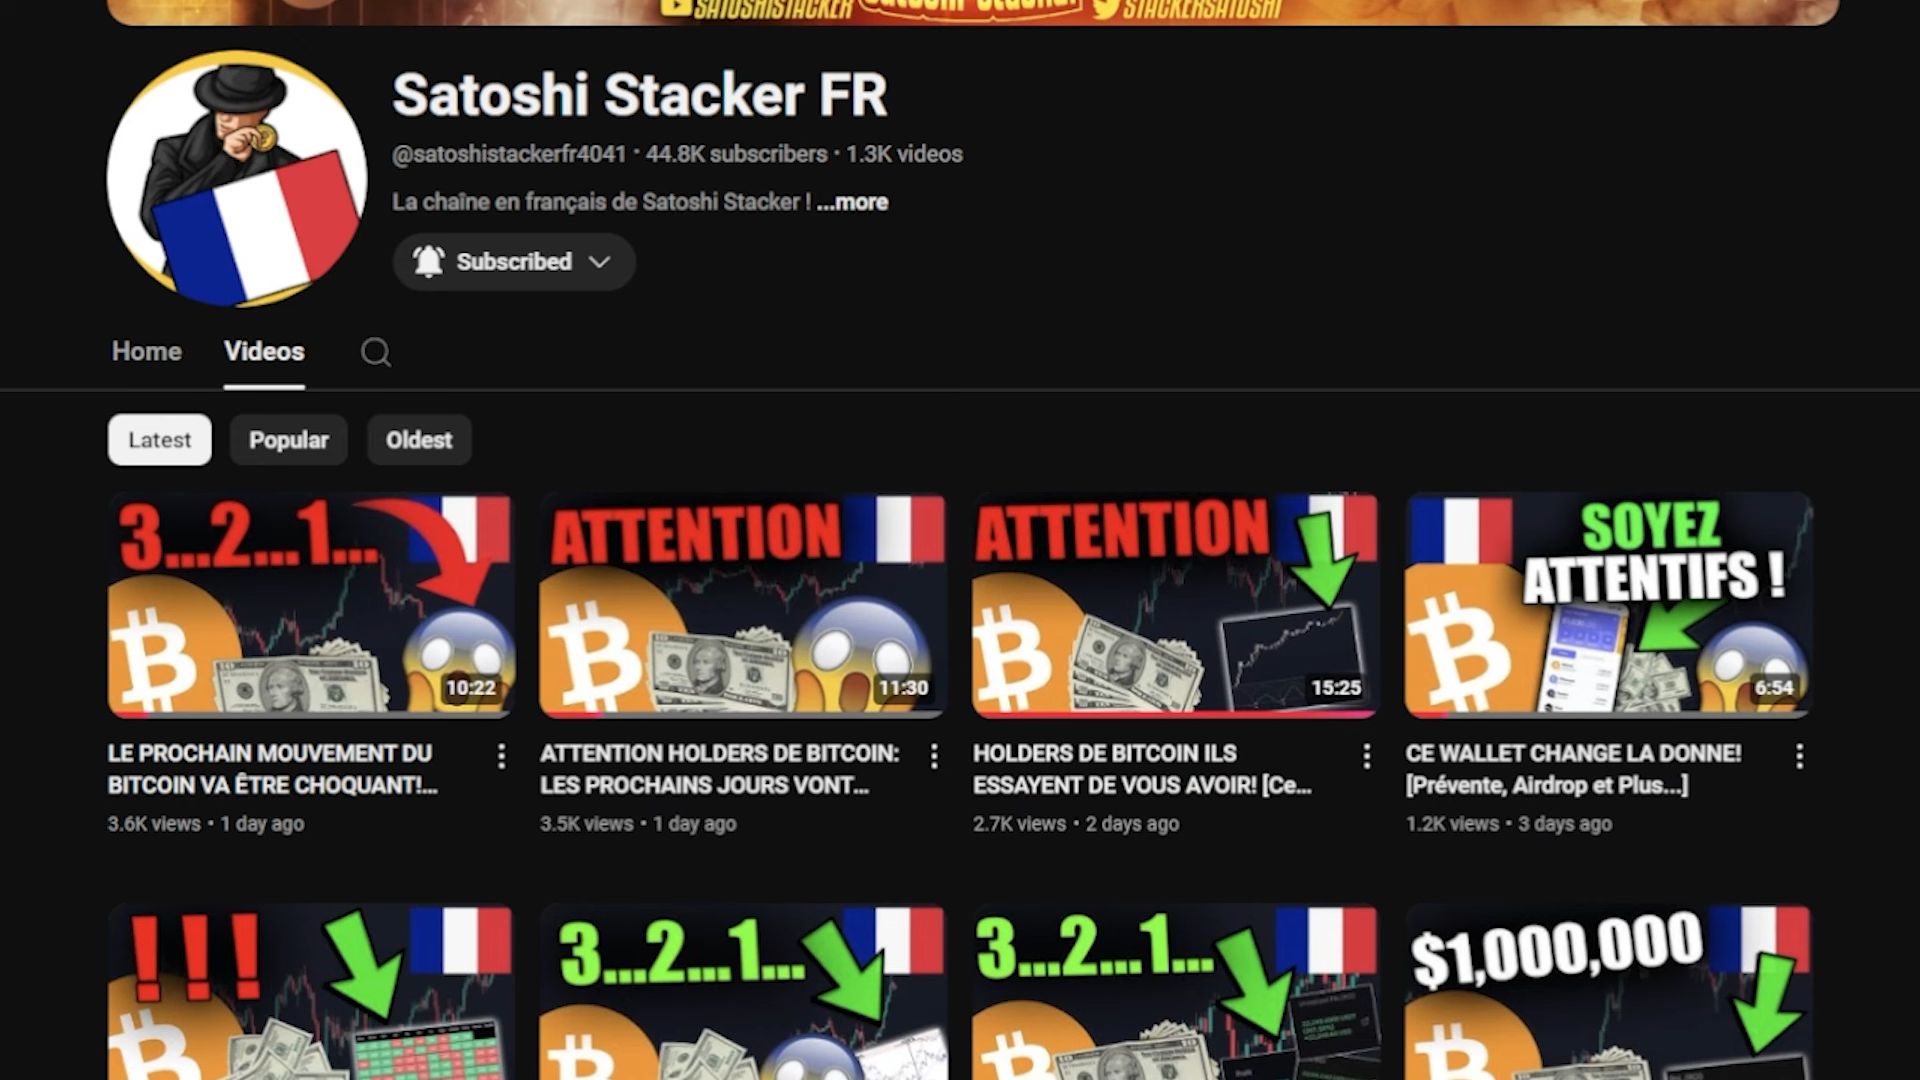 SATOSHISTACKER
STACKERSATOSHI
Satoshi Stacker FR
@satoshistackerfr4041 · 44.8K subscribers · 1.3K videos
La chaîne en français de Satoshi Stacker ! ...more
Subscribed
Home Videos
Latest Popular Oldest
3...2...1...
10:22
ATTENTION
11:30
ATTENTION
15:25
SOYEZ
ATTENTIFS !
6:54
LE PROCHAIN MOUVEMENT DU
BITCOIN VA ÊTRE CHOQUANT!...
3.6K views • 1 day ago
ATTENTION HOLDERS DE BITCOIN:
LES PROCHAINS JOURS VONT...
3.5K views • 1 day ago
HOLDERS DE BITCOIN ILS
ESSAYENT DE VOUS AVOIR! [Ce...
2.7K views • 2 days ago
CE WALLET CHANGE LA DONNE!
[Prévente, Airdrop et Plus...]
1.2K views • 3 days ago
!!!
3...2...1...
3...2...1...
$1,000,000